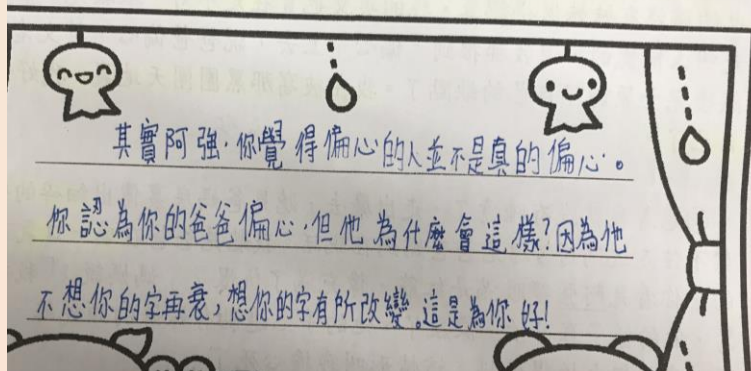 其實阿強，你覺得偏心的人並不是真的偏心。
你認為你的爸爸偏心，但他為什麼會這樣？因為他
不想你的字再衰，想你的字有所改變。這是為你好！